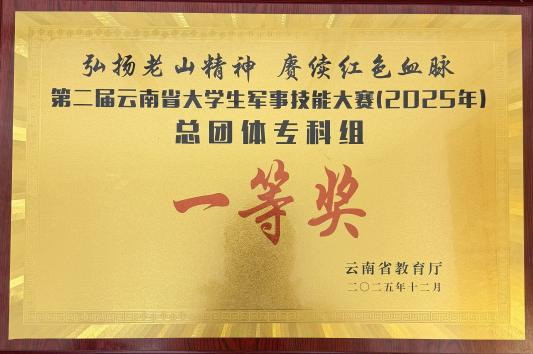 弘扬老山精神 赓续红色血脉
第二届云南省大学生军事技能大赛(2025年)
总团体专科组
一等奖
云南省教育厅
二〇二五年十二月